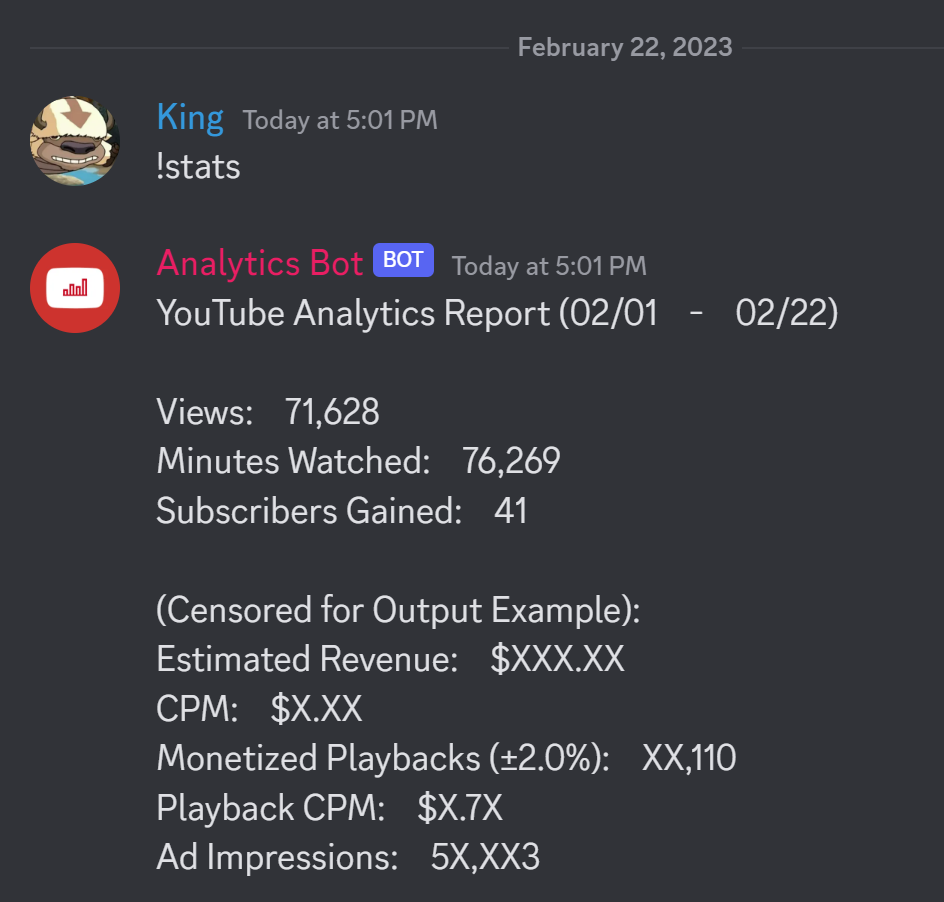 February 22, 2023
King Today at 5:01 PM
!stats
Analytics Bot BOT Today at 5:01 PM
YouTube Analytics Report (02/01 - 02/22)
Views: 71,628
Minutes Watched: 76,269
Subscribers Gained: 41
(Censored for Output Example):
Estimated Revenue: $XXX.XX
CPM: $X.XX
Monetized Playbacks (±2.0%): XX,110
Playback CPM: $X.7X
Ad Impressions: 5X,XX3